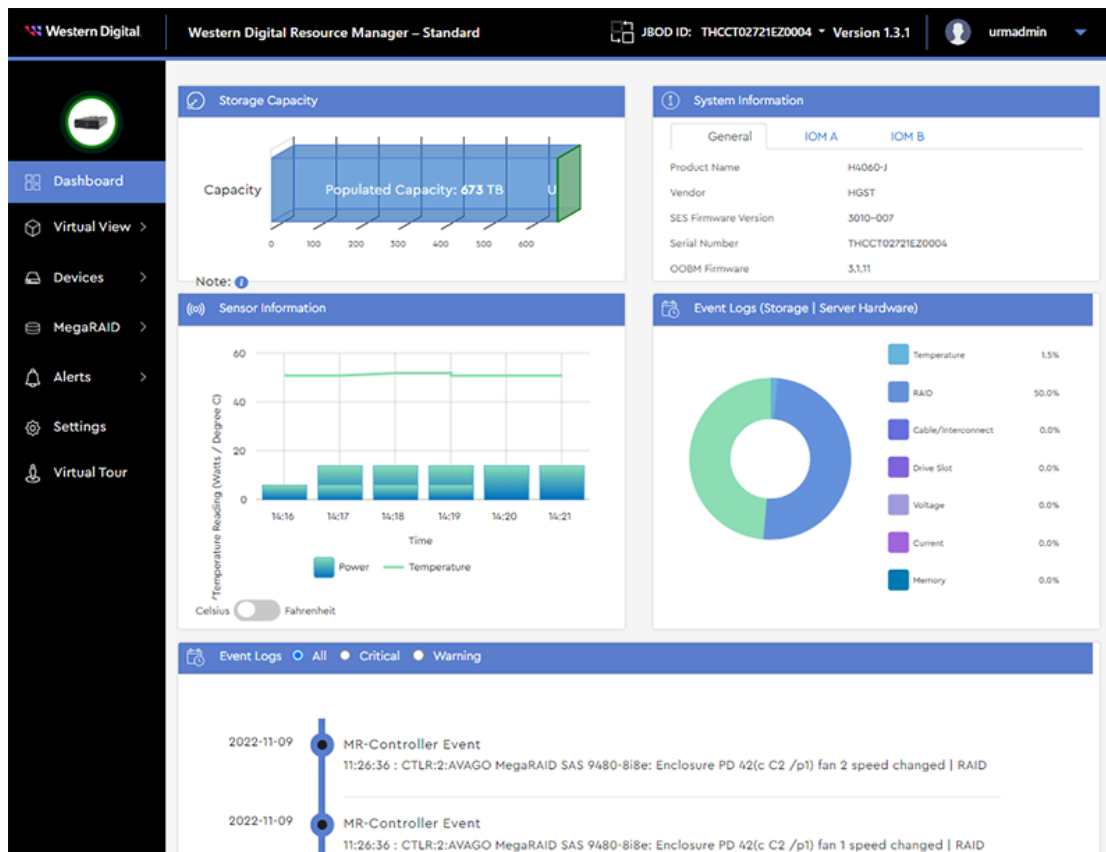 Western Digital.
Western Digital Resource Manager – Standard
JBOD ID: THCCT02721EZ0004 Version 1.3.1
urmadmin
Dashboard
Virtual View
Devices
MegaRAID
Alerts
Settings
Virtual Tour
Storage Capacity
Capacity
Populated Capacity: 673 TB
U
0 100 200 300 400 500 600
Note:
System Information
General IOM A IOM B
Product Name H4060-J
Vendor HGST
SES Firmware Version 3010-007
Serial Number THCCT02721EZ0004
OOBM Firmware 3.1.11
Sensor Information
*Temperature Reading (Watts / Degree C)
60
40
20
0
14:16 14:17 14:18 14:19 14:20 14:21
Time
Power Temperature
Celsius Fahrenheit
Event Logs (Storage | Server Hardware)
Temperature 1.5%
RAID 50.0%
Cable/Interconnect 0.0%
Drive Slot 0.0%
Voltage 0.0%
Current 0.0%
Memory 0.0%
Event Logs All Critical Warning
2022-11-09 MR-Controller Event
11:26:36 : CTLR:2:AVAGO MegaRAID SAS 9480-8i8e: Enclosure PD 42(c C2 /p1) fan 2 speed changed | RAID
2022-11-09 MR-Controller Event
11:26:36 : CTLR:2:AVAGO MegaRAID SAS 9480-8i8e: Enclosure PD 42(c C2 /p1) fan 1 speed changed | RAID